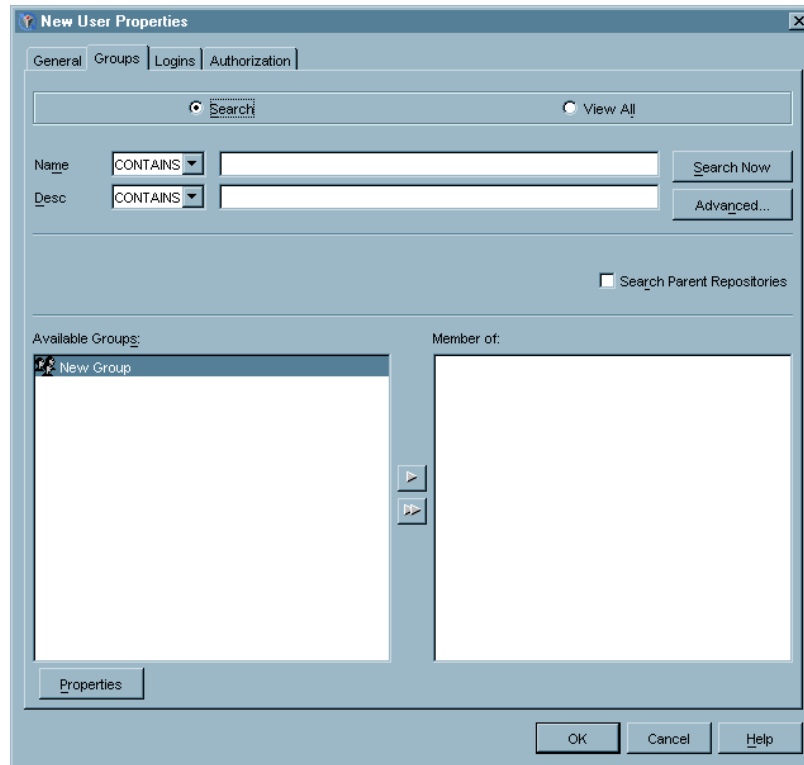 New User Properties
General Groups Logins Authorization
Search View All
Name CONTAINS Search Now
Desc CONTAINS Advanced...
Search Parent Repositories
Available Groups: Member of:
New Group
Properties
OK Cancel Help